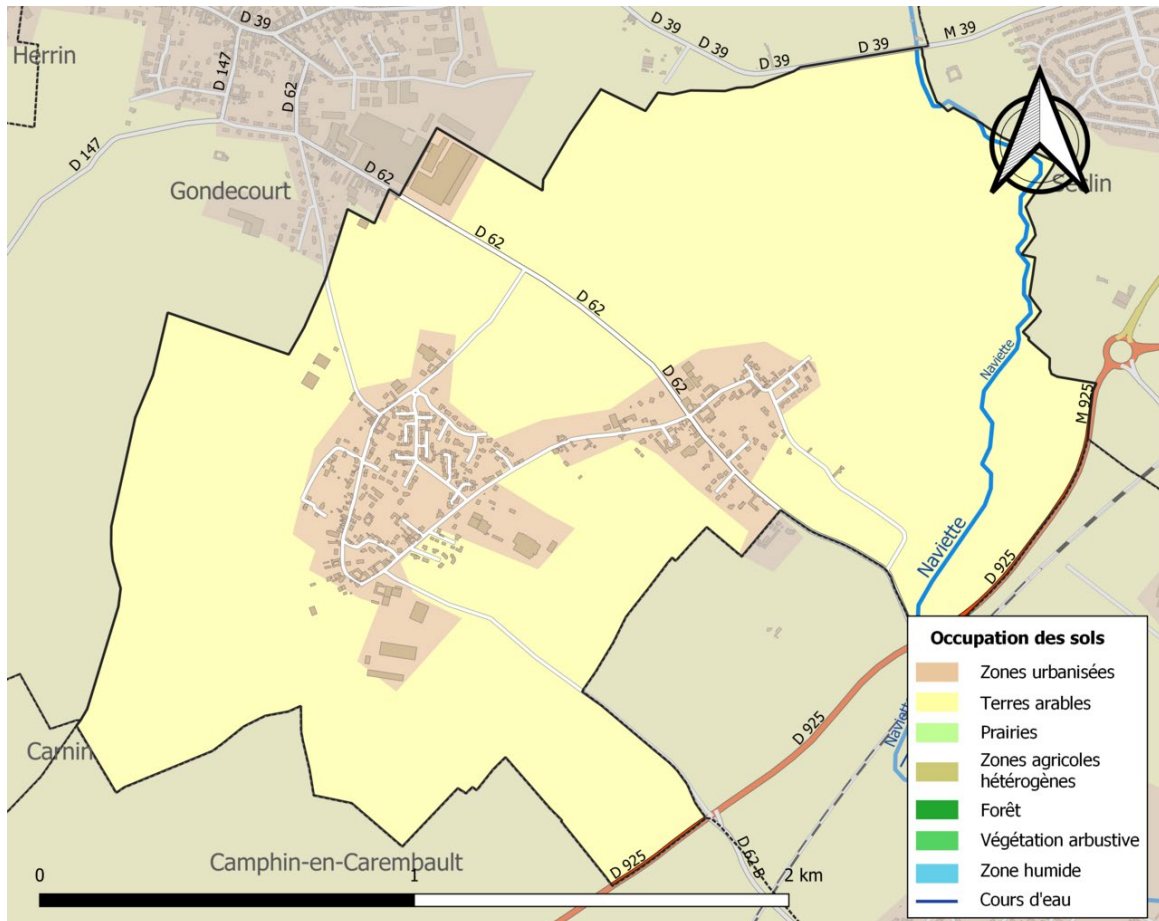 D 39
D 39
D 39
D 39
M 39
Herrin
D 147
D 62
D 147
D 62
Gondecourt
D 62
D 62
D 62
Naviette
M 925
Naviette
D 925
Carnin
Naviette
D 925
D 62 B
Camphin-en-Carembault
D 925
0
1
2 km
Occupation des sols
Zones urbanisées
Terres arables
Prairies
Zones agricoles
hétérogènes
Forêt
Végétation arbustive
Zone humide
Cours d'eau